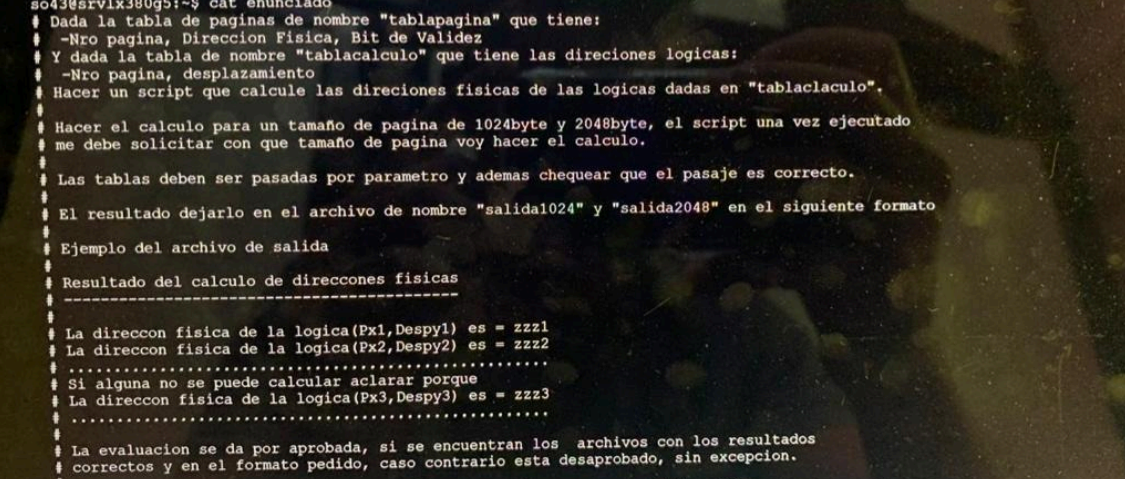 so43@srvlx380g5:~$ cat enunciado
# Dada la tabla de paginas de nombre "tablapagina" que tiene:
#  -Nro pagina, Direccion Fisica, Bit de Validez
# Y dada la tabla de nombre "tablacalculo" que tiene las direciones logicas:
#  -Nro pagina, desplazamiento
# Hacer un script que calcule las direciones fisicas de las logicas dadas en "tablaclaculo".
#
# Hacer el calculo para un tamaño de pagina de 1024byte y 2048byte, el script una vez ejecutado
# me debe solicitar con que tamaño de pagina voy hacer el calculo.
#
# Las tablas deben ser pasadas por parametro y ademas chequear que el pasaje es correcto.
#
# El resultado dejarlo en el archivo de nombre "salida1024" y "salida2048" en el siguiente formato
#
# Ejemplo del archivo de salida
#
# Resultado del calculo de direccones fisicas
# -------------------------------------------
#
# La direccon fisica de la logica(Px1,Despy1) es = zzz1
# La direccon fisica de la logica(Px2,Despy2) es = zzz2
# ....................................................
# Si alguna no se puede calcular aclarar porque
# La direccon fisica de la logica(Px3,Despy3) es = zzz3
# ....................................................
#
# La evaluacion se da por aprobada, si se encuentran los  archivos con los resultados
# correctos y en el formato pedido, caso contrario esta desaprobado, sin excepcion.
#